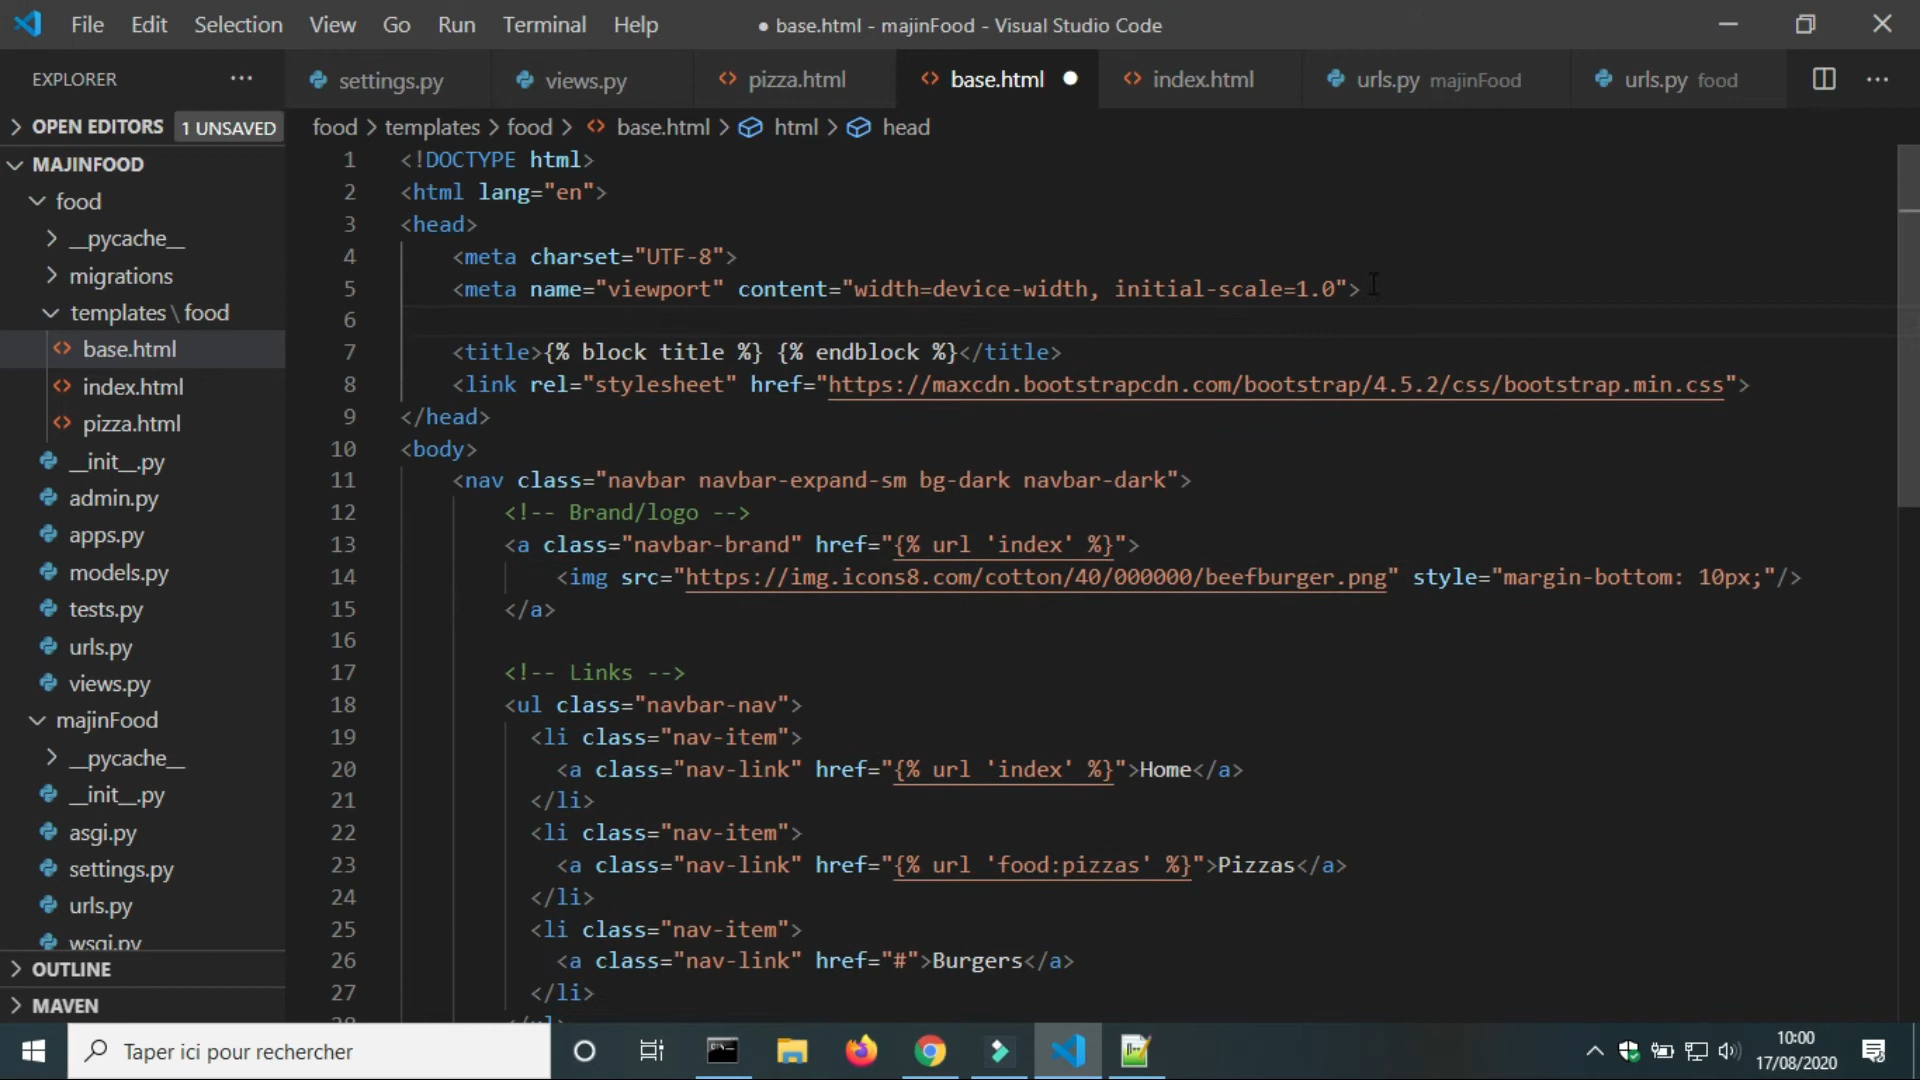 File Edit Selection View Go Run Terminal Help
● base.html - majinFood - Visual Studio Code
EXPLORER
settings.py
views.py
pizza.html
base.html
index.html
urls.py majinFood
urls.py food
OPEN EDITORS 1 UNSAVED
MAJINFOOD
food
__pycache__
migrations
templates \ food
base.html
index.html
pizza.html
__init__.py
admin.py
apps.py
models.py
tests.py
urls.py
views.py
majinFood
__pycache__
__init__.py
asgi.py
settings.py
urls.py
wsgi.py
OUTLINE
MAVEN
food > templates > food > base.html > html > head
1 <!DOCTYPE html>
2 <html lang="en">
3 <head>
4 <meta charset="UTF-8">
5 <meta name="viewport" content="width=device-width, initial-scale=1.0">
6
7 <title>{% block title %} {% endblock %}</title>
8 <link rel="stylesheet" href="https://maxcdn.bootstrapcdn.com/bootstrap/4.5.2/css/bootstrap.min.css">
9 </head>
10 <body>
11 <nav class="navbar navbar-expand-sm bg-dark navbar-dark">
12 <!-- Brand/logo -->
13 <a class="navbar-brand" href="{% url 'index' %}">
14 <img src="https://img.icons8.com/cotton/40/000000/beefburger.png" style="margin-bottom: 10px;"/>
15 </a>
16
17 <!-- Links -->
18 <ul class="navbar-nav">
19 <li class="nav-item">
20 <a class="nav-link" href="{% url 'index' %}">Home</a>
21 </li>
22 <li class="nav-item">
23 <a class="nav-link" href="{% url 'food:pizzas' %}">Pizzas</a>
24 </li>
25 <li class="nav-item">
26 <a class="nav-link" href="#">Burgers</a>
27 </li>
28 </ul>
Taper ici pour rechercher
10:00
17/08/2020